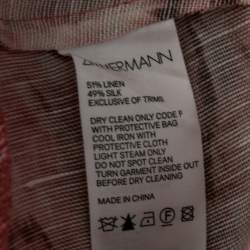 51% LINEN
49% SILK
EXCLUSIVE OF TRIMS
DRY CLEAN ONLY CODE P
WITH PROTECTIVE BAG
COOL IRON WITH
PROTECTIVE CLOTH
LIGHT STEAM ONLY
DO NOT SPOT CLEAN
TURN GARMENT INSIDE OUT
BEFORE DRY CLEANING
MADE IN CHINA